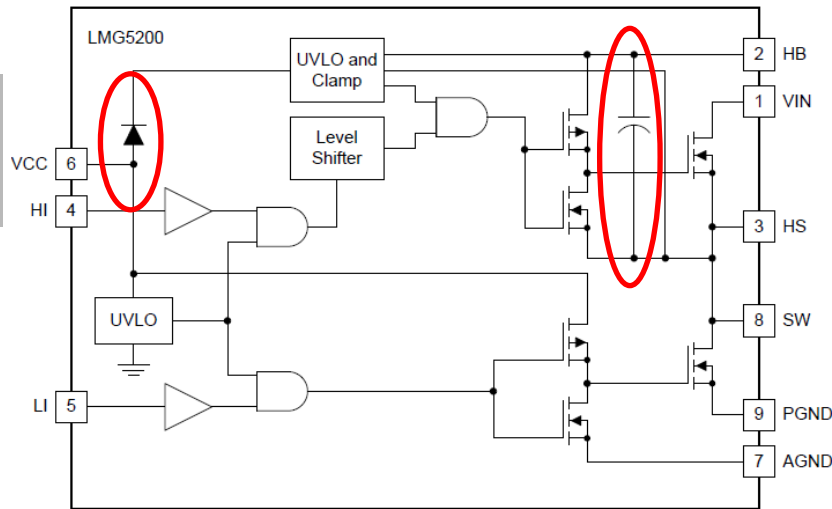 LMG5200
UVLO and
Clamp
2 HB
1 VIN
Level
Shifter
VCC 6
HI 4
3 HS
UVLO
8 SW
LI 5
9 PGND
7 AGND